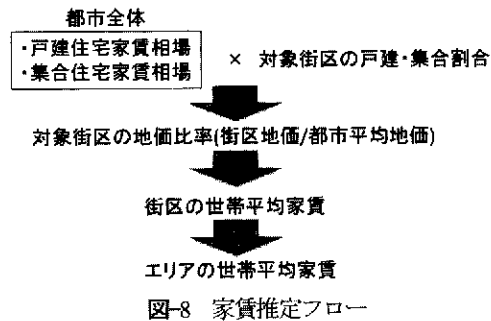 都市全体
・戸建住宅家賃相場
・集合住宅家賃相場
× 対象街区の戸建・集合割合
対象街区の地価比率(街区地価/都市平均地価)
街区の世帯平均家賃
エリアの世帯平均家賃
図-8 家賃推定フロー